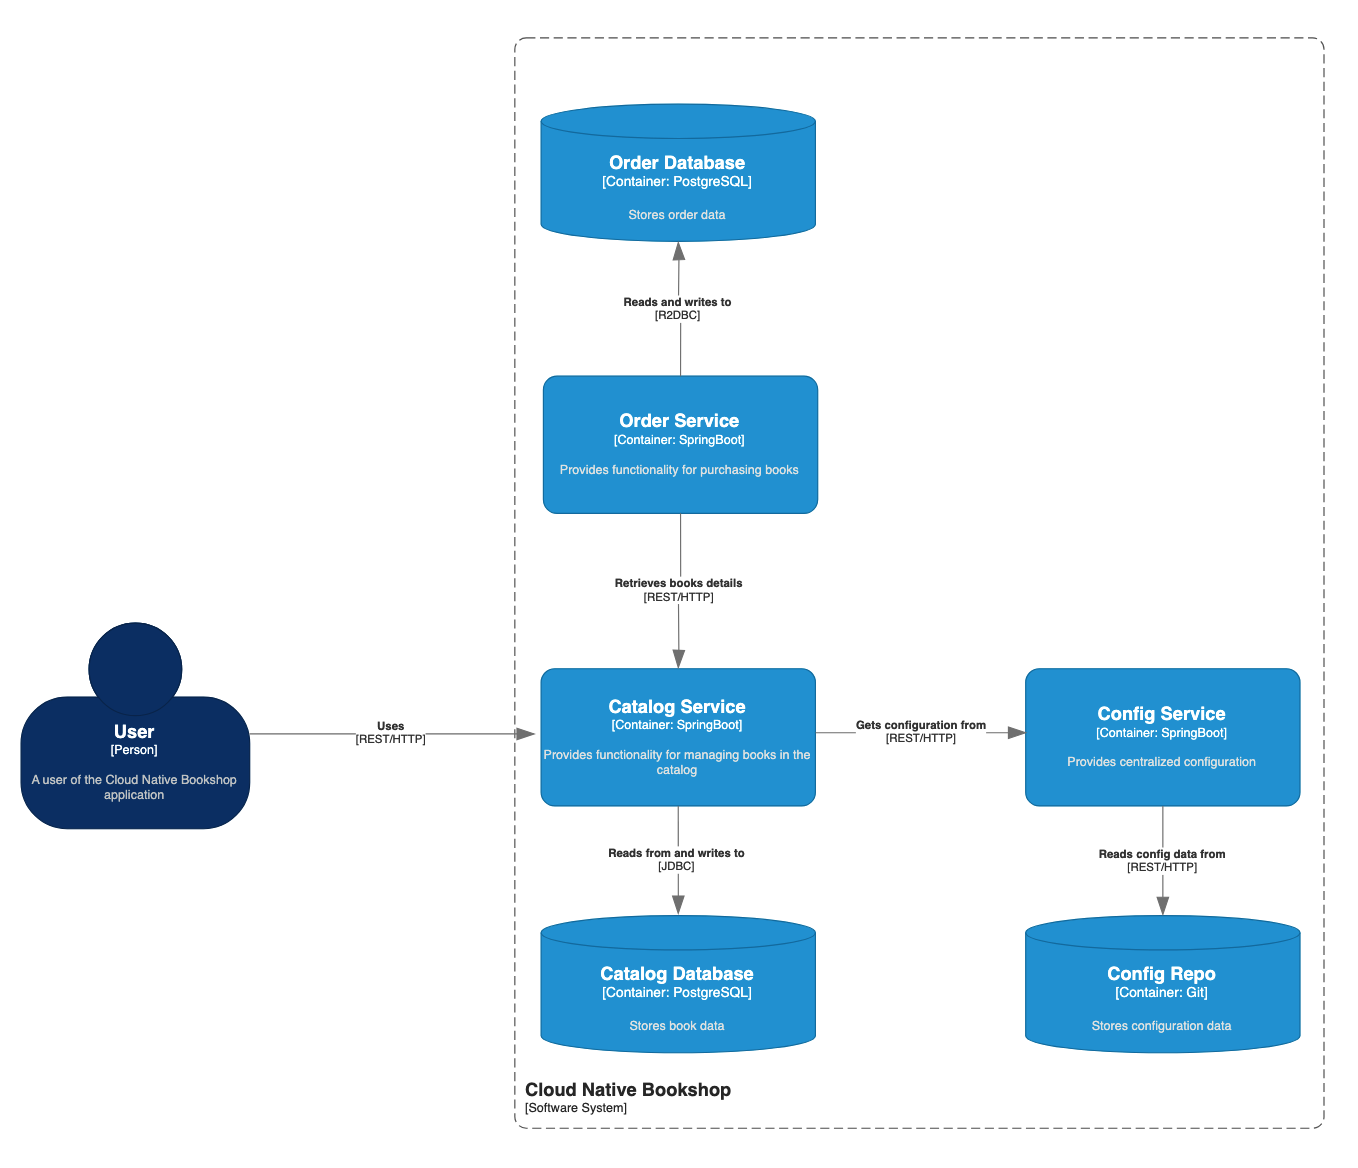 Order Database
[Container: PostgreSQL]
Stores order data
Reads and writes to
[R2DBC]
Order Service
[Container: SpringBoot]
Provides functionality for purchasing books
Retrieves books details
[REST/HTTP]
User
[Person]
A user of the Cloud Native Bookshop
application
Uses
[REST/HTTP]
Catalog Service
[Container: SpringBoot]
Provides functionality for managing books in the
catalog
Gets configuration from
[REST/HTTP]
Config Service
[Container: SpringBoot]
Provides centralized configuration
Reads from and writes to
[JDBC]
Reads config data from
[REST/HTTP]
Catalog Database
[Container: PostgreSQL]
Stores book data
Config Repo
[Container: Git]
Stores configuration data
Cloud Native Bookshop
[Software System]